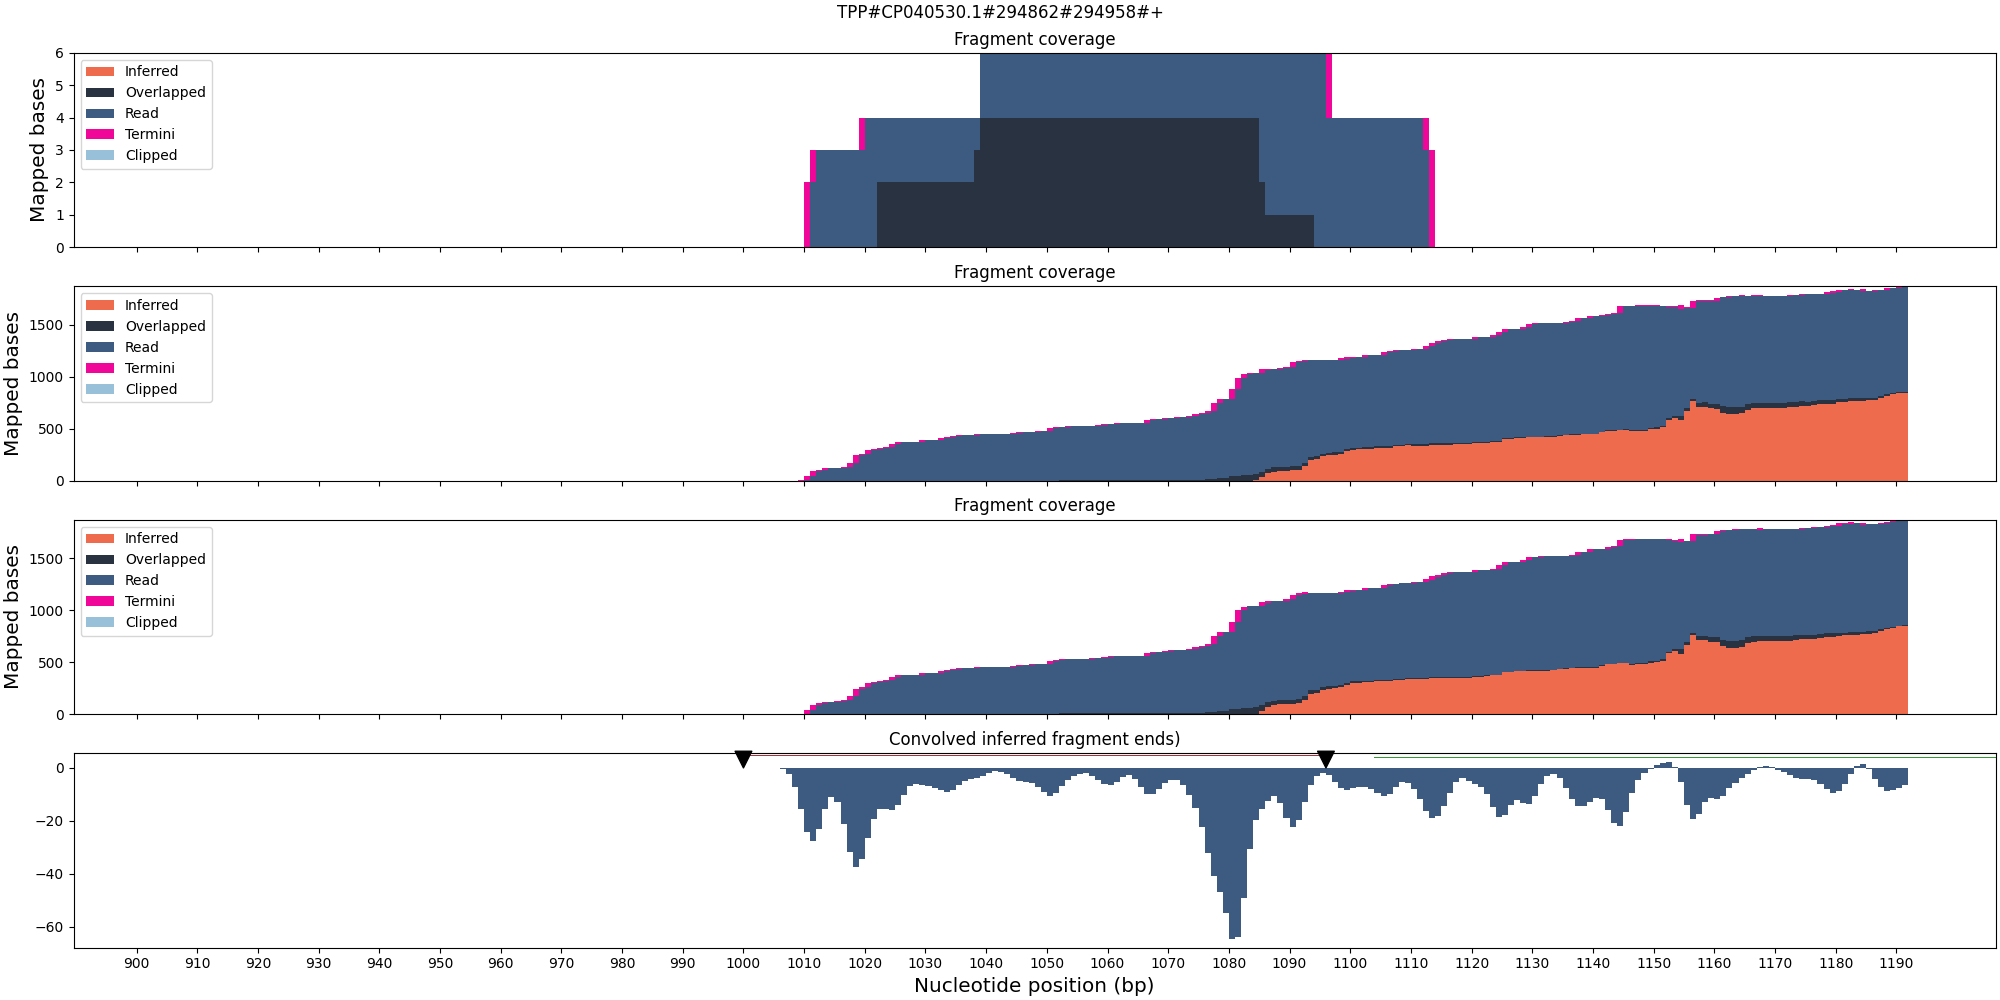 TPP#CP040530.1#294862#294958#+
Fragment coverage
Mapped bases
6
5
4
3
2
1
0
Inferred
Overlapped
Read
Termini
Clipped
Fragment coverage
Mapped bases
1500
1000
500
0
Inferred
Overlapped
Read
Termini
Clipped
Fragment coverage
Mapped bases
1500
1000
500
0
Inferred
Overlapped
Read
Termini
Clipped
Convolved inferred fragment ends)
0
−20
−40
−60
900 910 920 930 940 950 960 970 980 990 1000 1010 1020 1030 1040 1050 1060 1070 1080 1090 1100 1110 1120 1130 1140 1150 1160 1170 1180 1190
Nucleotide position (bp)